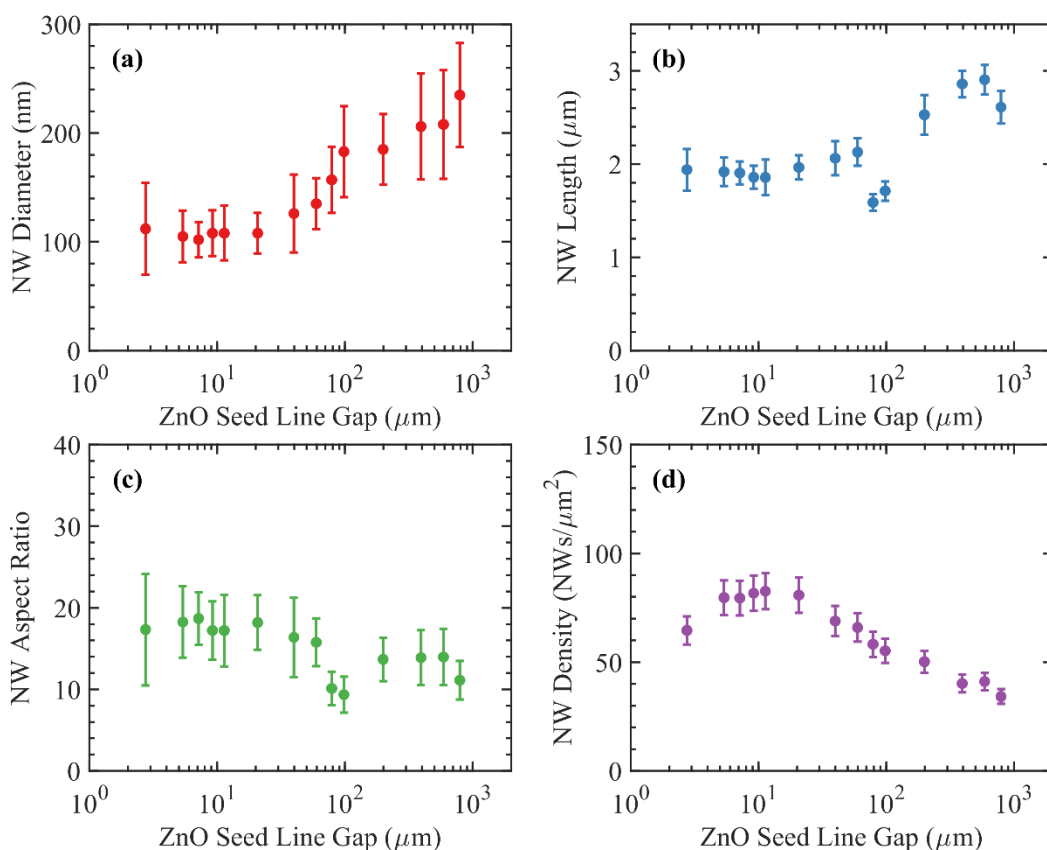 300
(a)
200
NW Diameter (nm)
100
0
10^0 10^1 10^2 10^3
ZnO Seed Line Gap (μm)
(b)
3
2
NW Length (μm)
1
0
10^0 10^1 10^2 10^3
ZnO Seed Line Gap (μm)
40
(c)
30
NW Aspect Ratio
20
10
0
10^0 10^1 10^2 10^3
ZnO Seed Line Gap (μm)
150
(d)
100
NW Density (NWs/μm^2)
50
0
10^0 10^1 10^2 10^3
ZnO Seed Line Gap (μm)